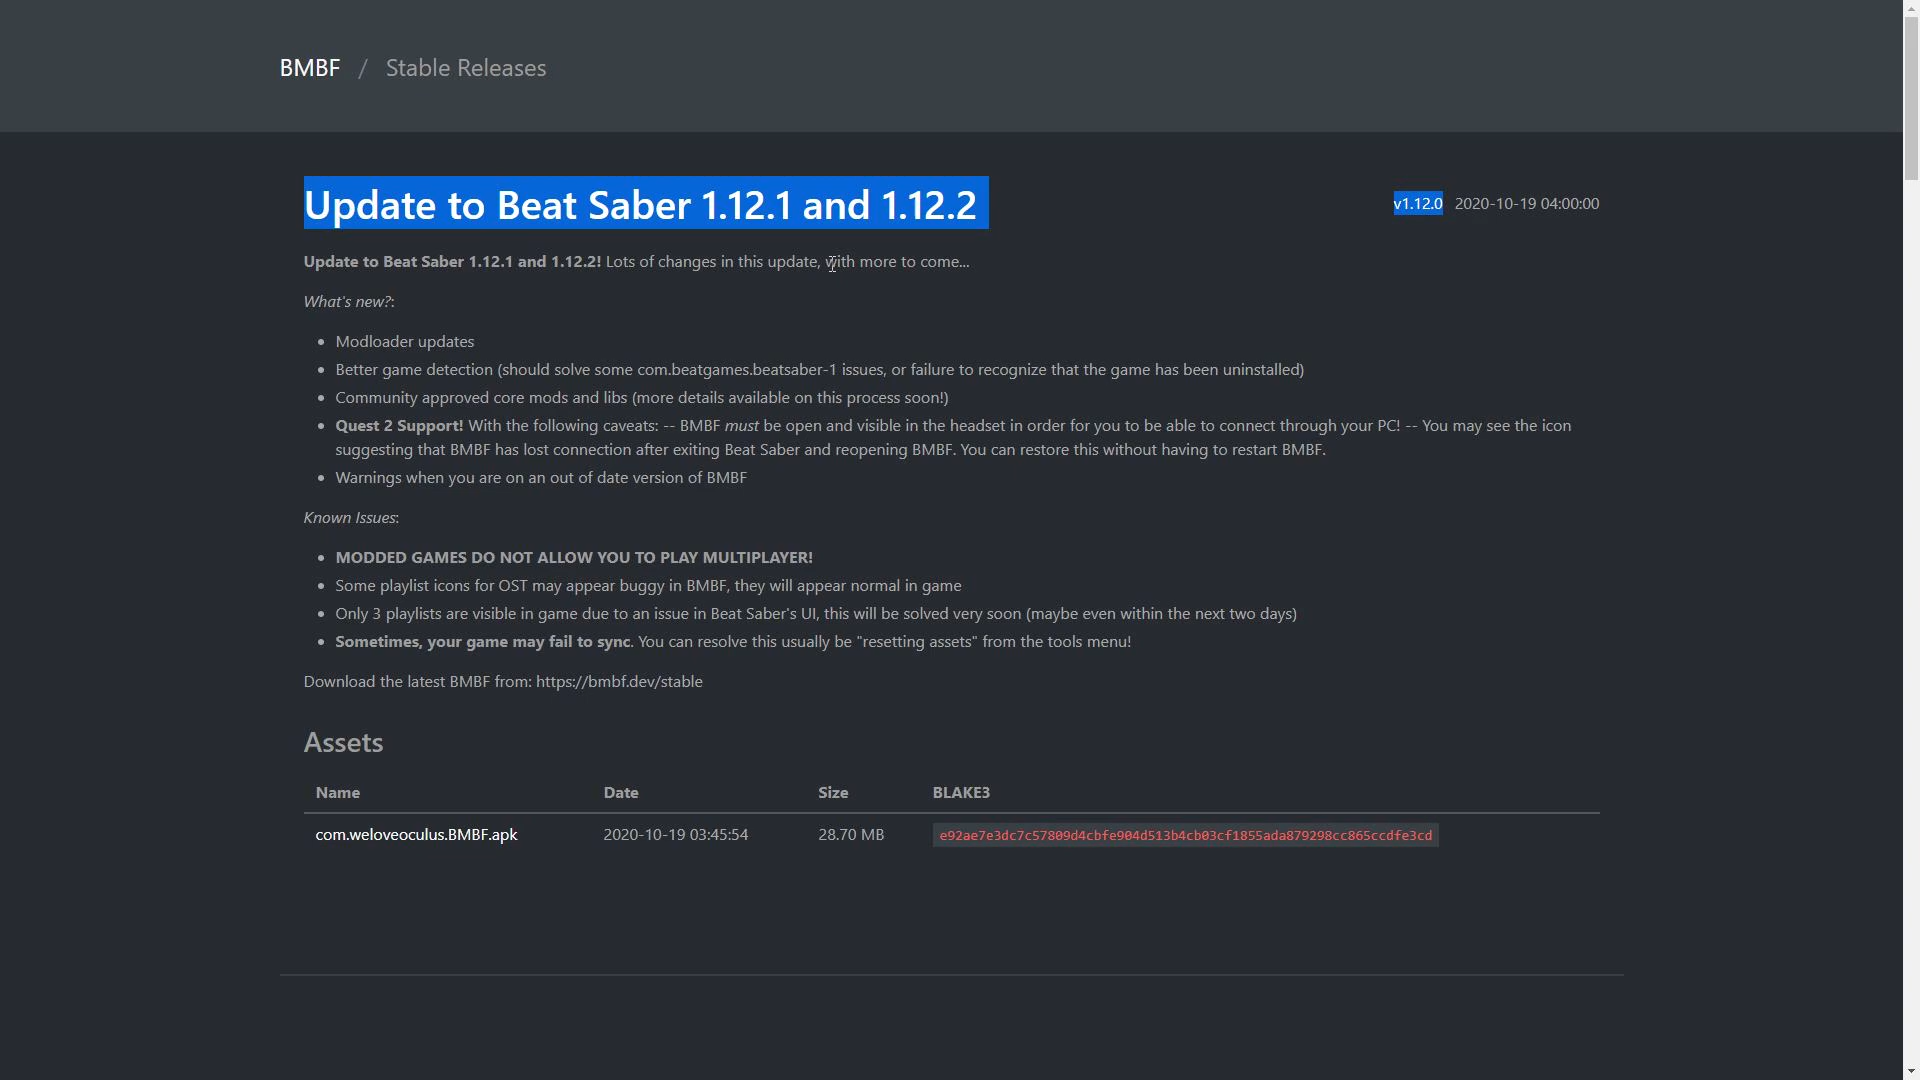 BMBF / Stable Releases
Update to Beat Saber 1.12.1 and 1.12.2
v1.12.0 2020-10-19 04:00:00
Update to Beat Saber 1.12.1 and 1.12.2! Lots of changes in this update, with more to come...
What's new?:
• Modloader updates
• Better game detection (should solve some com.beatgames.beatsaber-1 issues, or failure to recognize that the game has been uninstalled)
• Community approved core mods and libs (more details available on this process soon!)
• Quest 2 Support! With the following caveats: -- BMBF must be open and visible in the headset in order for you to be able to connect through your PC! -- You may see the icon
suggesting that BMBF has lost connection after exiting Beat Saber and reopening BMBF. You can restore this without having to restart BMBF.
• Warnings when you are on an out of date version of BMBF
Known Issues:
• MODDED GAMES DO NOT ALLOW YOU TO PLAY MULTIPLAYER!
• Some playlist icons for OST may appear buggy in BMBF, they will appear normal in game
• Only 3 playlists are visible in game due to an issue in Beat Saber's UI, this will be solved very soon (maybe even within the next two days)
• Sometimes, your game may fail to sync. You can resolve this usually be "resetting assets" from the tools menu!
Download the latest BMBF from: https://bmbf.dev/stable
Assets
Name Date Size BLAKE3
com.weloveoculus.BMBF.apk 2020-10-19 03:45:54 28.70 MB e92ae7e3dc7c57809d4cbfe904d513b4cb03cf1855ada879298cc865ccdfe3cd